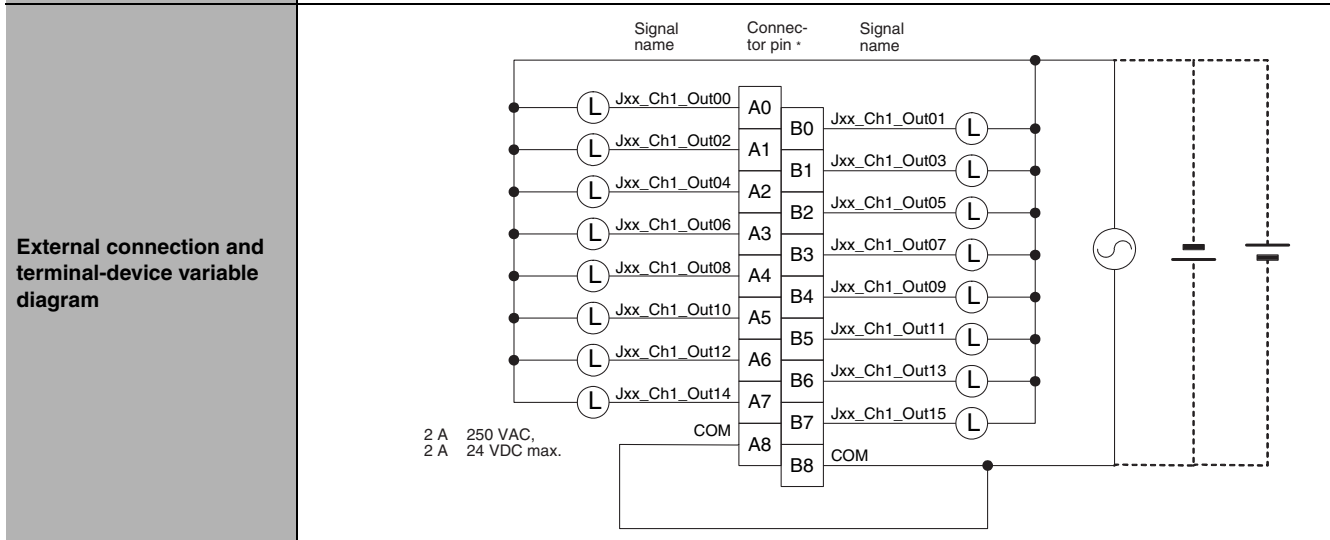 External connection and
terminal-device variable
diagram
Signal
name
Connec-
tor pin *
Signal
name
Jxx_Ch1_Out00
A0
B0
Jxx_Ch1_Out01
L
L
Jxx_Ch1_Out02
A1
B1
Jxx_Ch1_Out03
L
L
Jxx_Ch1_Out04
A2
B2
Jxx_Ch1_Out05
L
L
Jxx_Ch1_Out06
A3
B3
Jxx_Ch1_Out07
L
L
Jxx_Ch1_Out08
A4
B4
Jxx_Ch1_Out09
L
L
Jxx_Ch1_Out10
A5
B5
Jxx_Ch1_Out11
L
L
Jxx_Ch1_Out12
A6
B6
Jxx_Ch1_Out13
L
L
Jxx_Ch1_Out14
A7
B7
Jxx_Ch1_Out15
L
L
COM
A8
B8
COM
2 A 250 VAC,
2 A 24 VDC max.